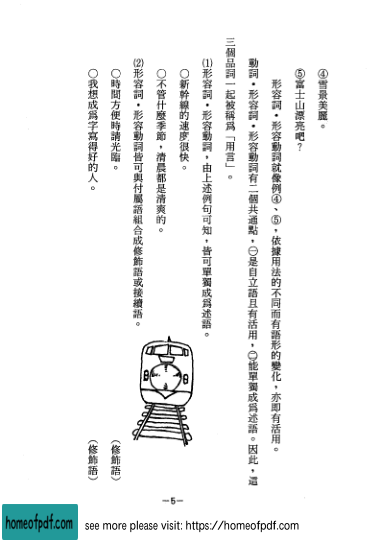 ④雪景美麗。
⑤富士山漂亮吧？
形容詞・形容動詞就像例④、⑤，依據用法的不同而有語形的變化，亦即有活用。
動詞・形容詞・形容動詞有二個共通點，㊀是自立語且有活用，㊁能單獨成爲述語。因此，這
三個品詞一起被稱爲「用言」。
⑴形容詞・形容動詞，由上述例句可知，皆可單獨成爲述語。
○新幹線的速度很快。
○不管什麼季節，清晨都是清爽的。
⑵形容詞・形容動詞皆可與付屬語組合成修飾語或接續語。
○時間方便時請光臨。（修飾語）
○我想成爲字寫得好的人。（修飾語）
—5—
homeofpdf.com
see more please visit: https://homeofpdf.com